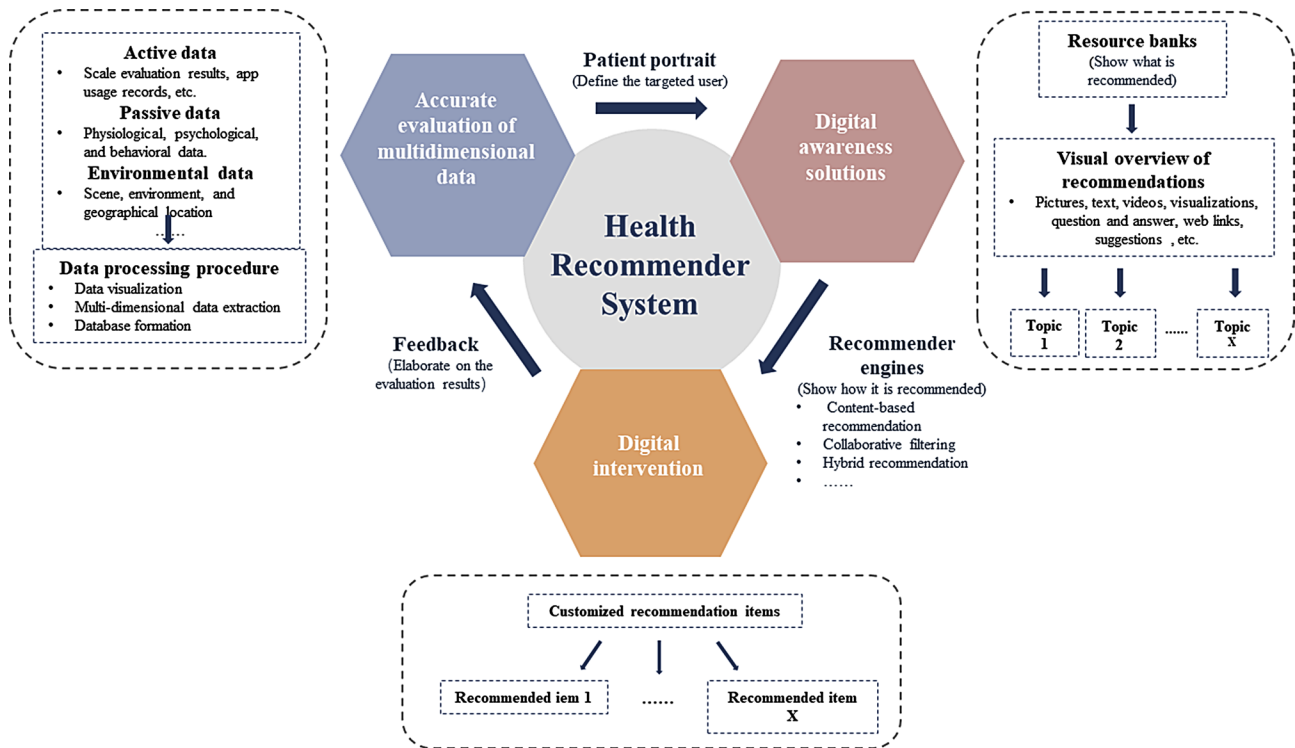 Active data
• Scale evaluation results, app
usage records, etc.
Passive data
• Physiological, psychological,
and behavioral data.
Environmental data
• Scene, environment, and
geographical location
......
Data processing procedure
• Data visualization
• Multi-dimensional data extraction
• Database formation
Accurate
evaluation of
multidimensional
data
Patient portrait
(Define the targeted user)
Digital
awareness
solutions
Health
Recommender
System
Feedback
(Elaborate on the
evaluation results)
Recommender
engines
(Show how it is recommended)
• Content-based
recommendation
• Collaborative filtering
• Hybrid recommendation
• ......
Digital
intervention
Resource banks
(Show what is
recommended)
Visual overview of
recommendations
• Pictures, text, videos, visualizations,
question and answer, web links,
suggestions , etc.
Topic
1
Topic
2
......
Topic
X
Customized recommendation items
Recommended iem 1
......
Recommended item
X